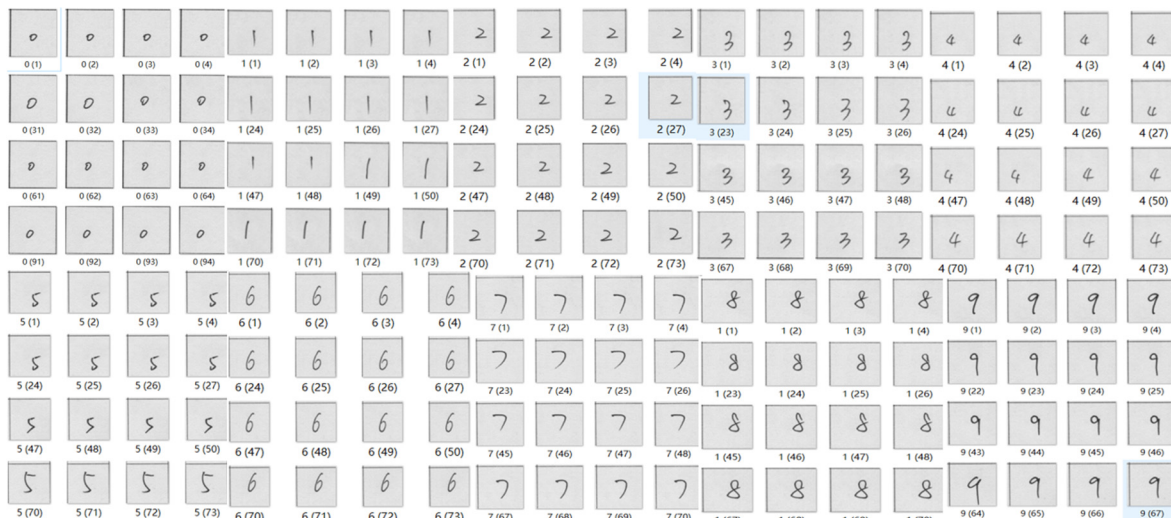 0 0 0 0 1 1 1 1 2 2 2 2 3 3 3 3 4 4 4 4
0 (1) 0 (2) 0 (3) 0 (4) 1 (1) 1 (2) 1 (3) 1 (4) 2 (1) 2 (2) 2 (3) 2 (4) 3 (1) 3 (2) 3 (3) 3 (4) 4 (1) 4 (2) 4 (3) 4 (4)
0 0 0 0 1 1 1 1 2 2 2 2 3 3 3 3 4 4 4 4
0 (31) 0 (32) 0 (33) 0 (34) 1 (24) 1 (25) 1 (26) 1 (27) 2 (24) 2 (25) 2 (26) 2 (27) 3 (23) 3 (24) 3 (25) 3 (26) 4 (24) 4 (25) 4 (26) 4 (27)
0 0 0 0 1 1 1 1 2 2 2 2 3 3 3 3 4 4 4 4
0 (61) 0 (62) 0 (63) 0 (64) 1 (47) 1 (48) 1 (49) 1 (50) 2 (47) 2 (48) 2 (49) 2 (50) 3 (45) 3 (46) 3 (47) 3 (48) 4 (47) 4 (48) 4 (49) 4 (50)
0 0 0 0 1 1 1 1 2 2 2 2 3 3 3 3 4 4 4 4
0 (91) 0 (92) 0 (93) 0 (94) 1 (70) 1 (71) 1 (72) 1 (73) 2 (70) 2 (71) 2 (72) 2 (73) 3 (67) 3 (68) 3 (69) 3 (70) 4 (70) 4 (71) 4 (72) 4 (73)
5 5 5 5 6 6 6 6 7 7 7 7 8 8 8 8 9 9 9 9
5 (1) 5 (2) 5 (3) 5 (4) 6 (1) 6 (2) 6 (3) 6 (4) 7 (1) 7 (2) 7 (3) 7 (4) 1 (1) 1 (2) 1 (3) 1 (4) 9 (1) 9 (2) 9 (3) 9 (4)
5 5 5 5 6 6 6 6 7 7 7 7 8 8 8 8 9 9 9 9
5 (24) 5 (25) 5 (26) 5 (27) 6 (24) 6 (25) 6 (26) 6 (27) 7 (23) 7 (24) 7 (25) 7 (26) 1 (23) 1 (24) 1 (25) 1 (26) 9 (22) 9 (23) 9 (24) 9 (25)
5 5 5 5 6 6 6 6 7 7 7 7 8 8 8 8 9 9 9 9
5 (47) 5 (48) 5 (49) 5 (50) 6 (47) 6 (48) 6 (49) 6 (50) 7 (45) 7 (46) 7 (47) 7 (48) 1 (45) 1 (46) 1 (47) 1 (48) 9 (43) 9 (44) 9 (45) 9 (46)
5 5 5 5 6 6 6 6 7 7 7 7 8 8 8 8 9 9 9 9
5 (70) 5 (71) 5 (72) 5 (73) 6 (70) 6 (71) 6 (72) 6 (73) 7 (67) 7 (68) 7 (69) 7 (70) 9 (64) 9 (65) 9 (66) 9 (67)